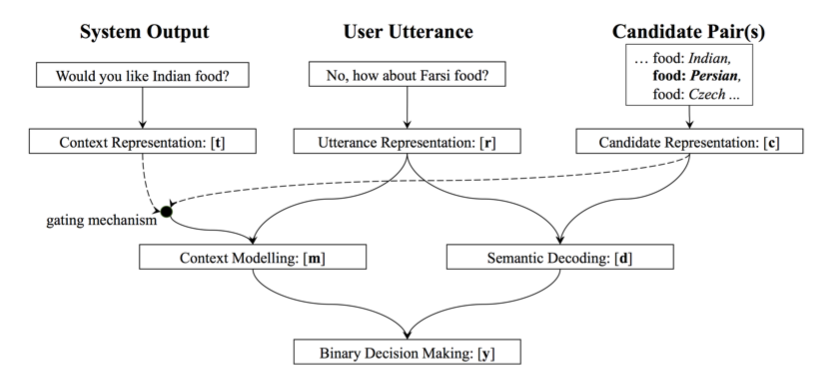 System Output
User Utterance
Candidate Pair(s)
Would you like Indian food?
No, how about Farsi food?
... food: Indian,
food: Persian,
food: Czech ...
Context Representation: [t]
Utterance Representation: [r]
Candidate Representation: [c]
gating mechanism
Context Modelling: [m]
Semantic Decoding: [d]
Binary Decision Making: [y]